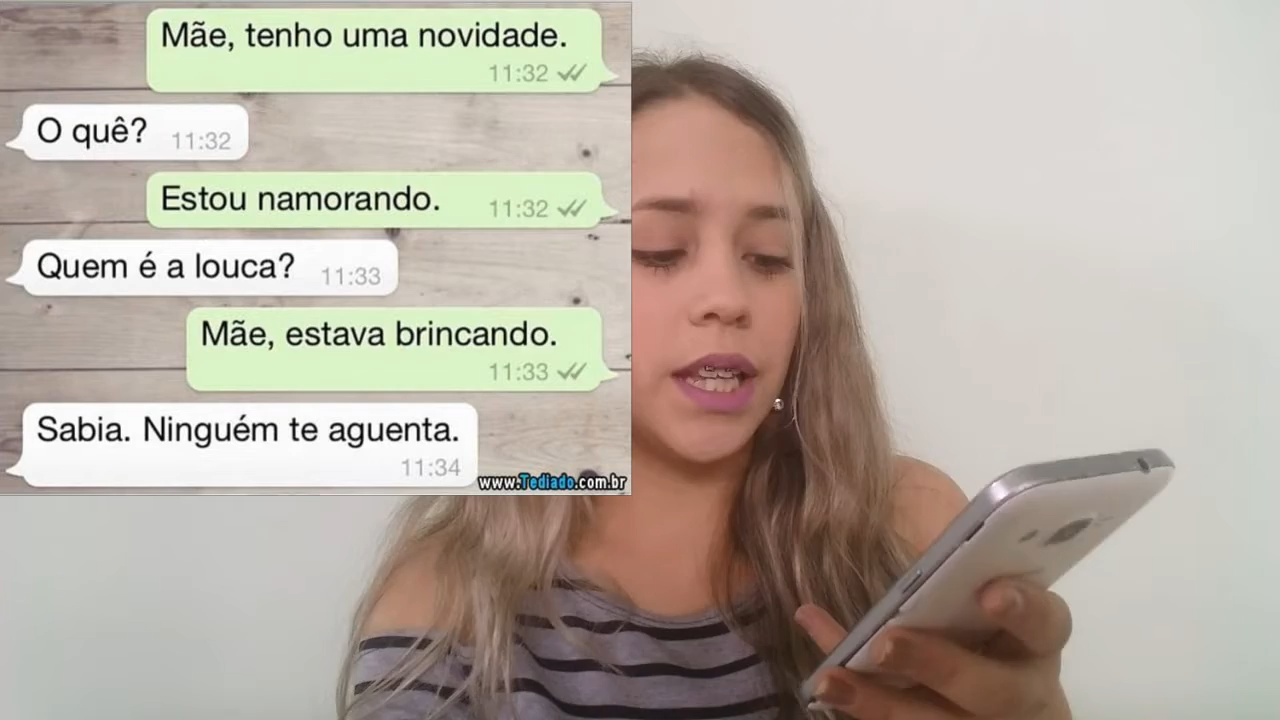 Mãe, tenho uma novidade.
11:32
O quê? 11:32
Estou namorando. 11:32
Quem é a louca? 11:33
Mãe, estava brincando.
11:33
Sabia. Ninguém te aguenta.
11:34
www.Tediado.com.br